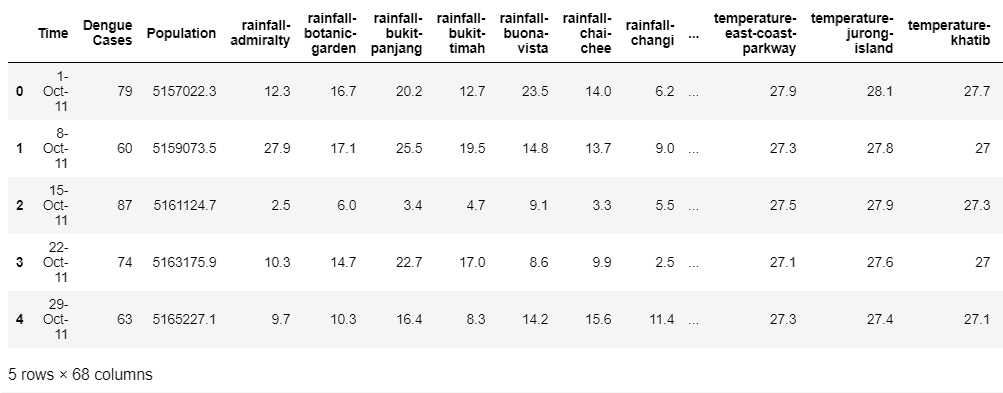 Time Dengue Cases Population rainfall-admiralty rainfall-botanic-garden rainfall-bukit-panjang rainfall-bukit-timah rainfall-buona-vista rainfall-chai-chee rainfall-changi ... temperature-east-coast-parkway temperature-jurong-island temperature-khatib
0 1-Oct-11 79 5157022.3 12.3 16.7 20.2 12.7 23.5 14.0 6.2 ... 27.9 28.1 27.7
1 8-Oct-11 60 5159073.5 27.9 17.1 25.5 19.5 14.8 13.7 9.0 ... 27.3 27.8 27
2 15-Oct-11 87 5161124.7 2.5 6.0 3.4 4.7 9.1 3.3 5.5 ... 27.5 27.9 27.3
3 22-Oct-11 74 5163175.9 10.3 14.7 22.7 17.0 8.6 9.9 2.5 ... 27.1 27.6 27
4 29-Oct-11 63 5165227.1 9.7 10.3 16.4 8.3 14.2 15.6 11.4 ... 27.3 27.4 27.1
5 rows × 68 columns